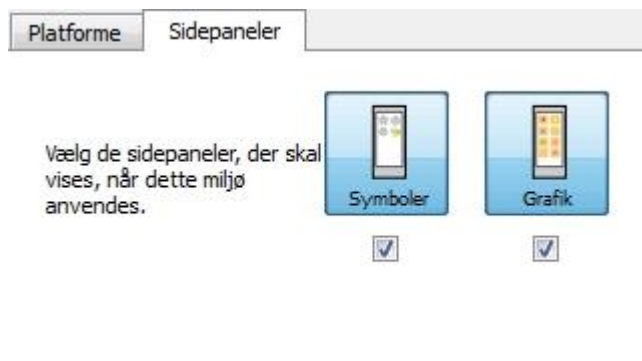 Platforme
Sidepaneler
Vælg de sidepaneler, der skal
vises, når dette miljø
anvendes.
Symboler
Grafik